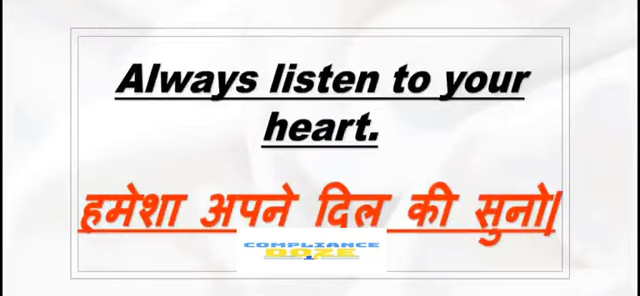 Always listen to your
heart.
हमेशा अपने दिल की सुनो|
COMPLIANCE
DOZE